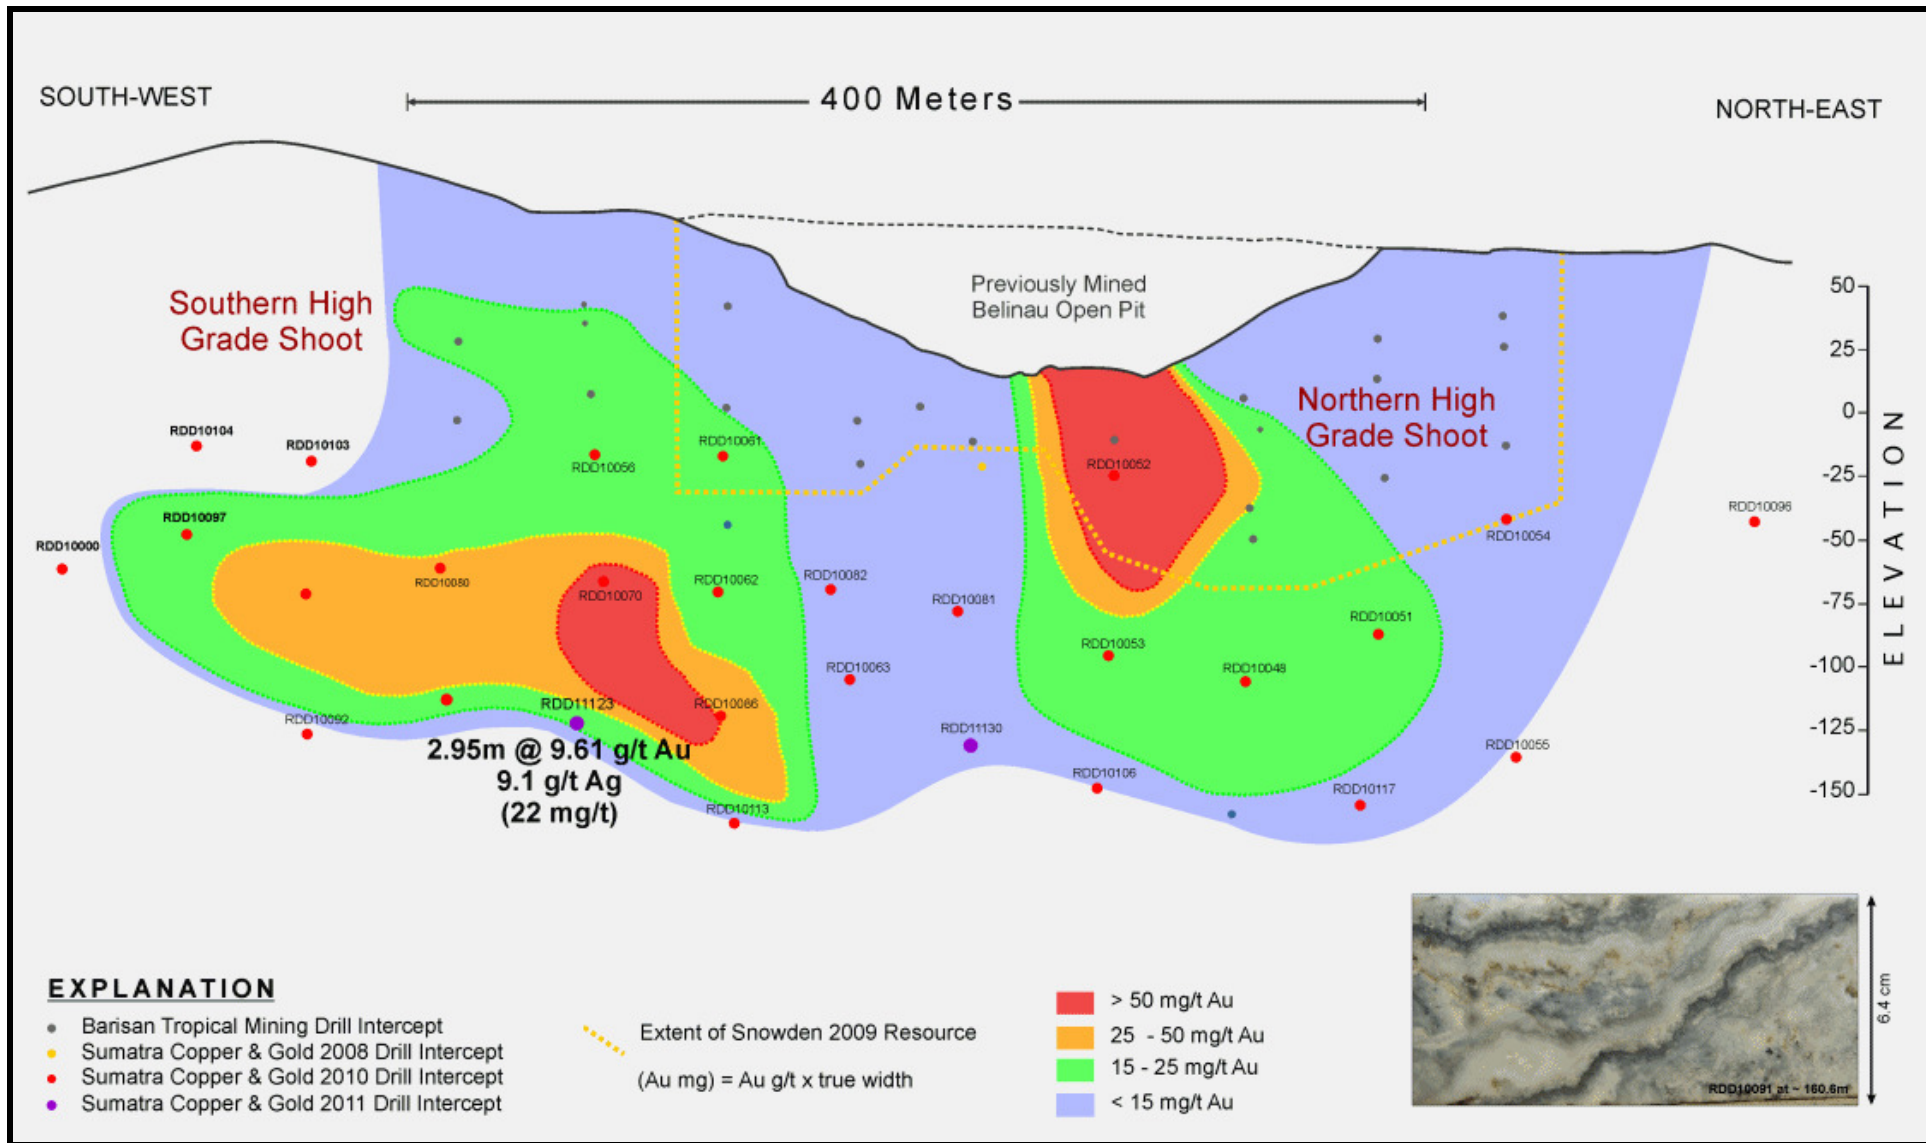 SOUTH-WEST
400 Meters
NORTH-EAST
Previously Mined
Belinau Open Pit
Southern High
Grade Shoot
Northern High
Grade Shoot
50
25
0
-25
-50
-75
-100
-125
-150
ELEVATION
RDD10104
RDD10103
RDD10056
RDD10061
RDD10052
RDD10097
RDD10000
RDD10080
RDD10070
RDD10062
RDD10082
RDD10081
RDD10054
RDD10096
RDD10051
RDD10053
RDD10048
RDD10063
RDD10092
RDD11123
RDD10086
RDD11130
RDD10055
RDD10106
RDD10117
RDD10113
2.95m @ 9.61 g/t Au
9.1 g/t Ag
(22 mg/t)
EXPLANATION
Barisan Tropical Mining Drill Intercept
Sumatra Copper & Gold 2008 Drill Intercept
Sumatra Copper & Gold 2010 Drill Intercept
Sumatra Copper & Gold 2011 Drill Intercept
Extent of Snowden 2009 Resource
(Au mg) = Au g/t x true width
> 50 mg/t Au
25 - 50 mg/t Au
15 - 25 mg/t Au
< 15 mg/t Au
RDD10091 at ~ 160.6m
6.4 cm